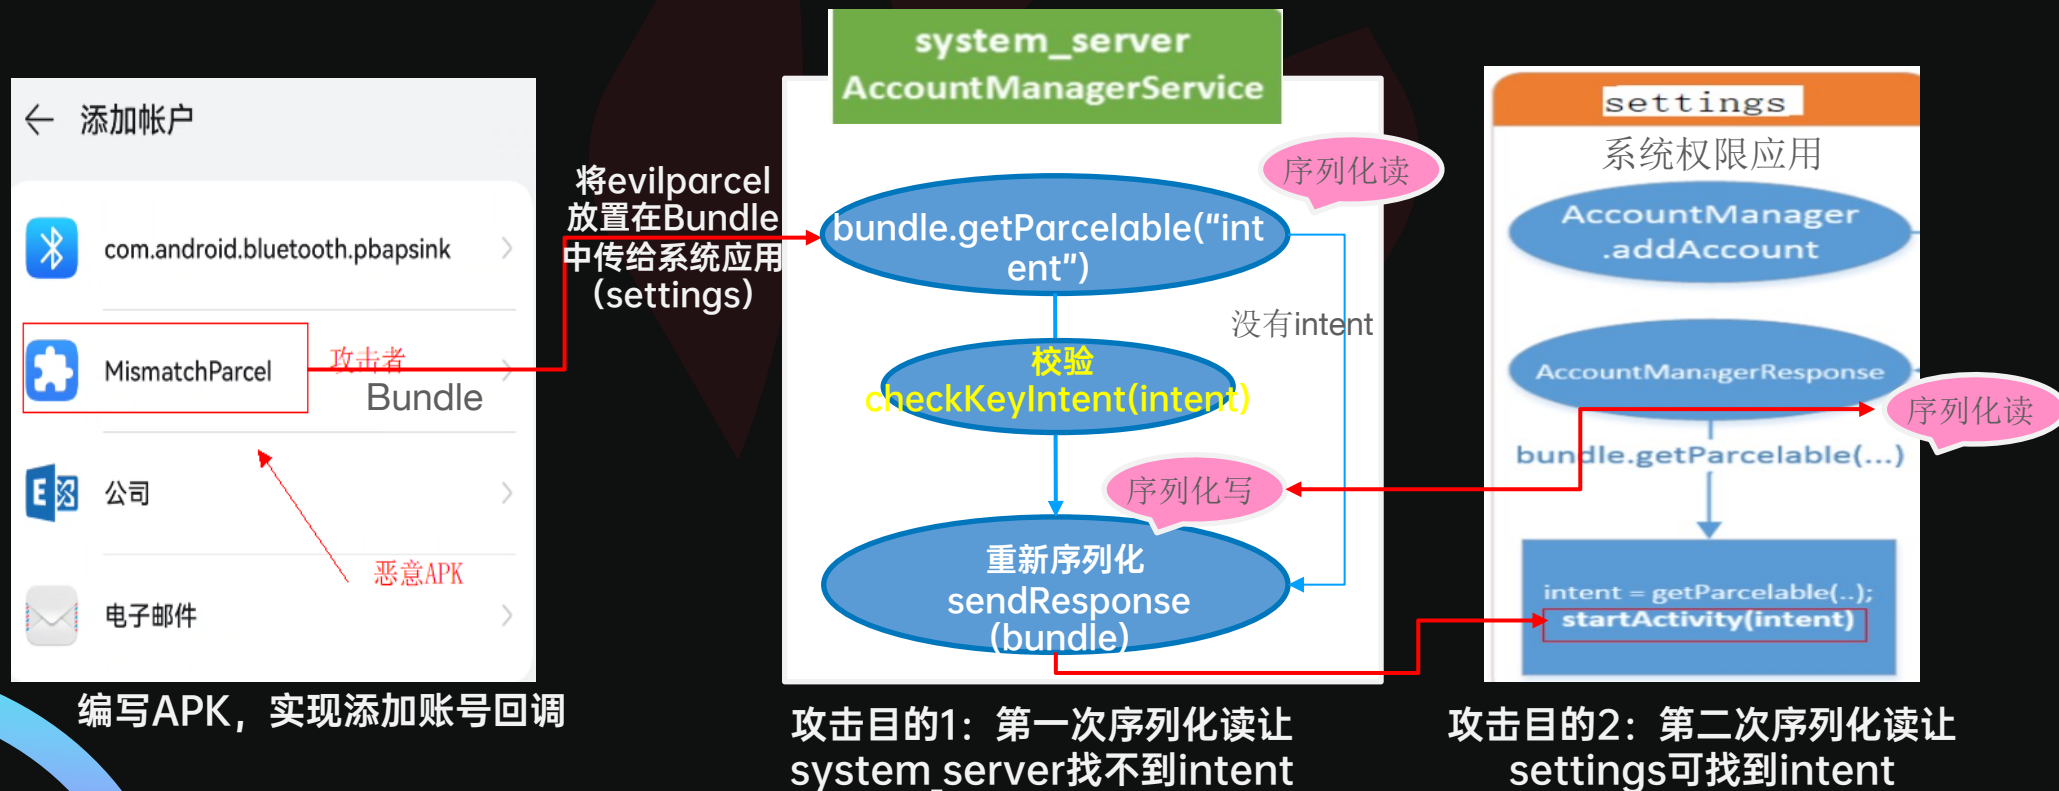 添加帐户
com.android.bluetooth.pbapsink
MismatchParcel
攻击者
Bundle
公司
恶意APK
电子邮件
编写APK，实现添加账号回调
将evilparcel
放置在Bundle
中传给系统应用
（settings）
system_server
AccountManagerService
序列化读
bundle.getParcelable("int
ent")
没有intent
校验
checkKeyIntent(intent)
序列化写
重新序列化
sendResponse
(bundle)
攻击目的1：第一次序列化读让
system_server找不到intent
settings
系统权限应用
AccountManager
.addAccount
AccountManagerResponse
序列化读
bundle.getParcelable(...)
intent = getParcelable(..);
startActivity(intent)
攻击目的2：第二次序列化读让
settings可找到intent